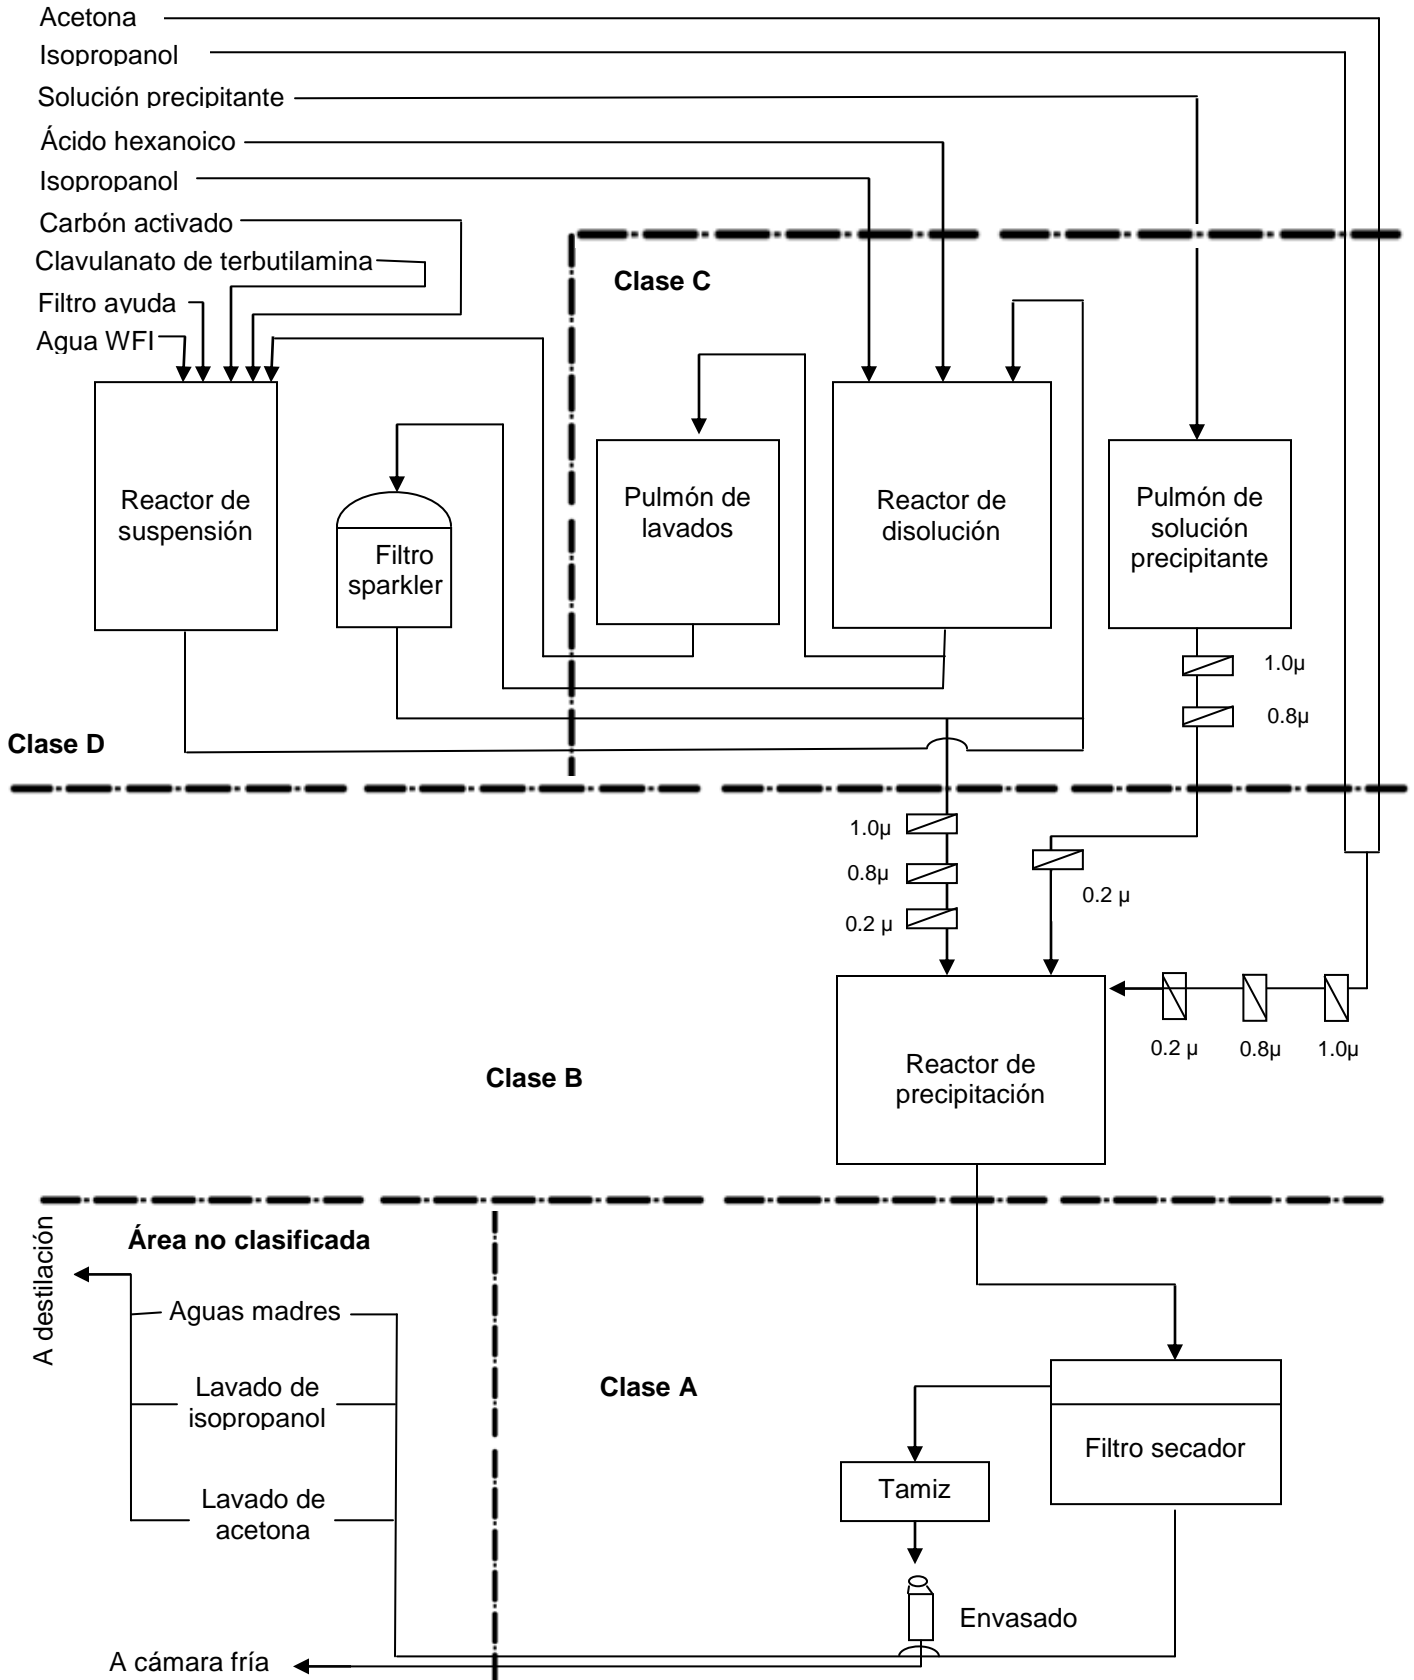 Acetona
Isopropanol
Solución precipitante
Ácido hexanoico
Isopropanol
Carbón activado
Clavulanato de terbutilamina
Filtro ayuda
Agua WFI
Clase C
Reactor de
suspensión
Filtro
sparkler
Pulmón de
lavados
Reactor de
disolución
Pulmón de
solución
precipitante
1.0µ
0.8µ
Clase D
1.0µ
0.8µ
0.2 µ
0.2 µ
Reactor de
precipitación
0.2 µ
0.8µ
1.0µ
Clase B
A destilación
Área no clasificada
Aguas madres
Lavado de
isopropanol
Lavado de
acetona
Clase A
Filtro secador
Tamiz
Envasado
A cámara fría